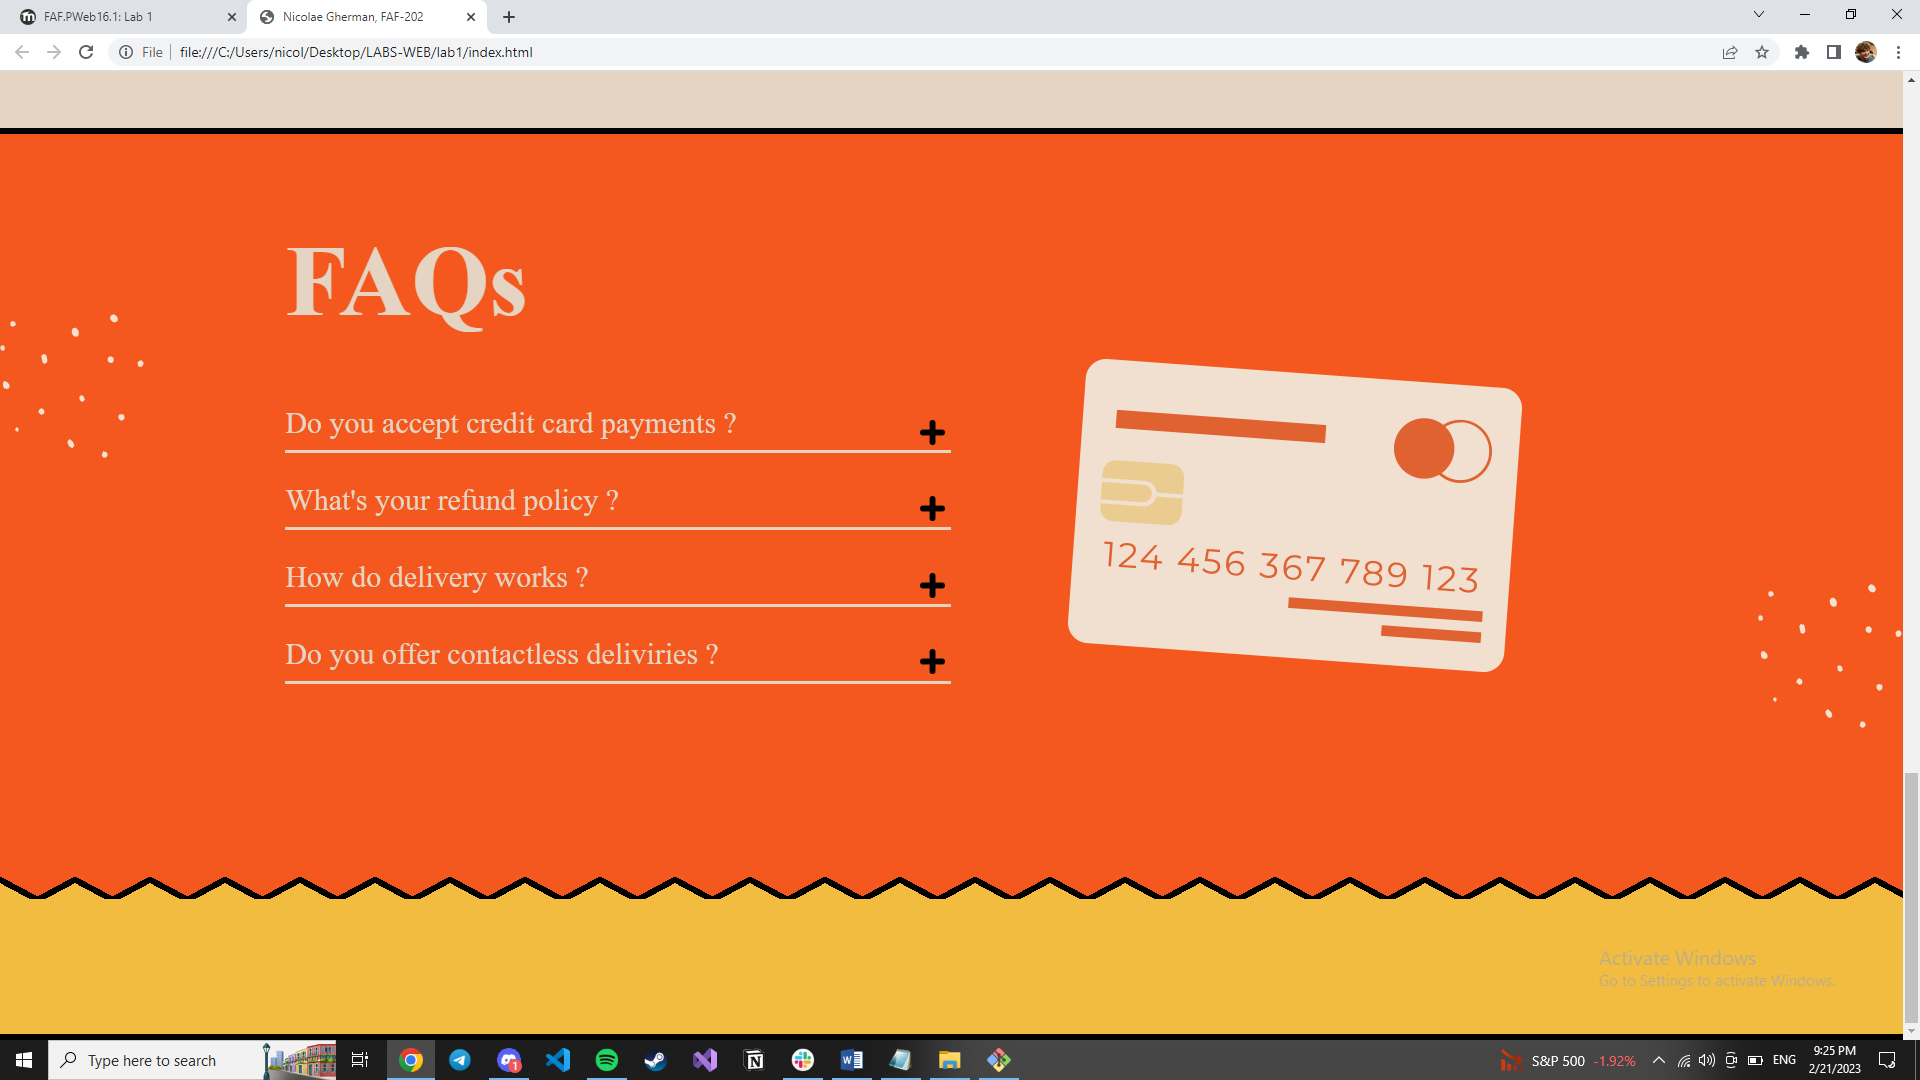 FAF.PWeb16.1: Lab 1
Nicolae Gherman, FAF-202
File
file:///C:/Users/nicol/Desktop/LABS-WEB/lab1/index.html
FAQs
Do you accept credit card payments ?
What's your refund policy ?
How do delivery works ?
Do you offer contactless deliviries ?
124 456 367 789 123
Activate Windows
Go to Settings to activate Windows.
Type here to search
1
S&P 500 -1.92%
ENG
9:25 PM
2/21/2023